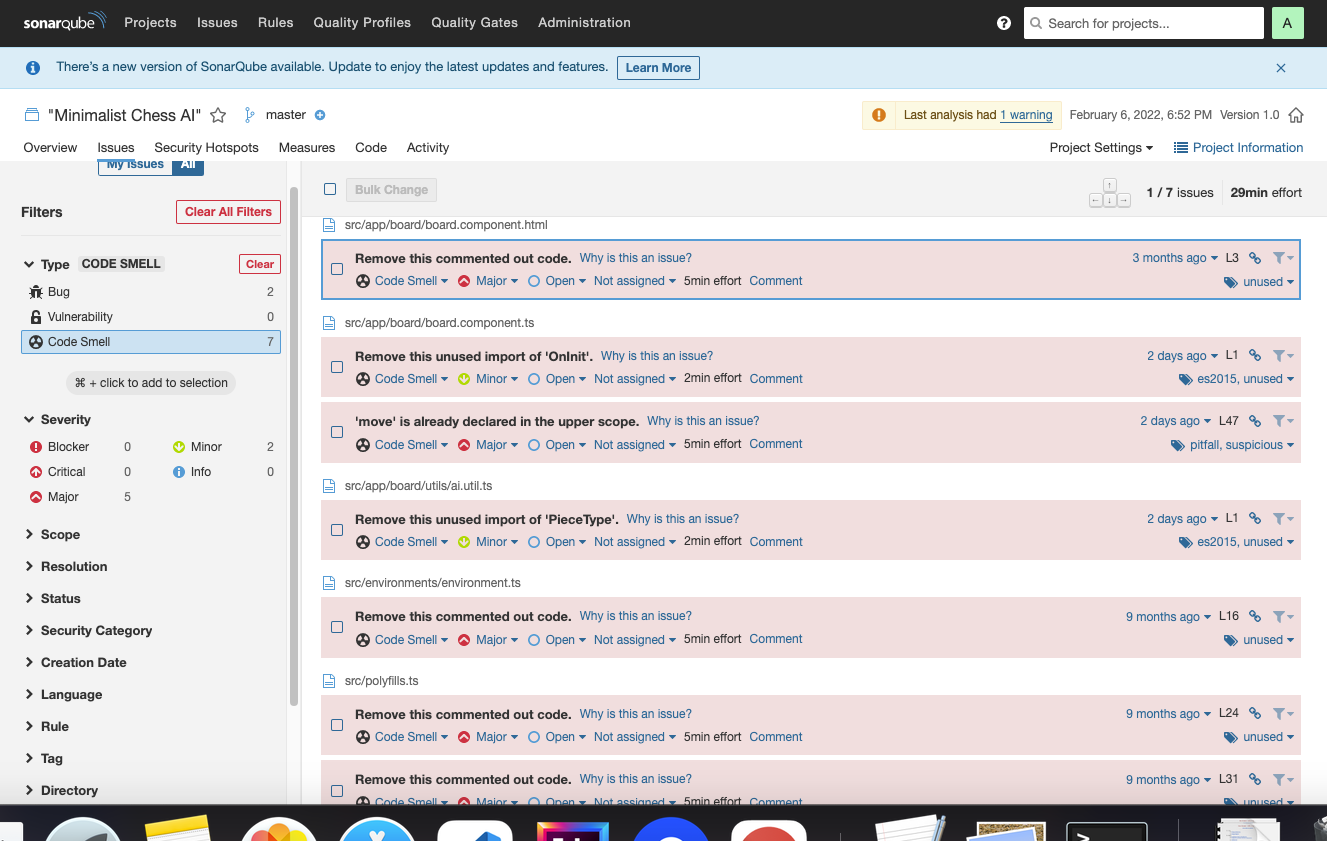 sonarqube Projects Issues Rules Quality Profiles Quality Gates Administration ? Search for projects... A
There's a new version of SonarQube available. Update to enjoy the latest updates and features. Learn More
"Minimalist Chess AI" master Last analysis had 1 warning February 6, 2022, 6:52 PM Version 1.0
Overview Issues Security Hotspots Measures Code Activity Project Settings Project Information
My Issues All
Bulk Change 1 / 7 issues 29min effort
Filters Clear All Filters
Type CODE SMELL Clear
Bug 2
Vulnerability 0
Code Smell 7
⌘ + click to add to selection
Severity
Blocker 0 Minor 2
Critical 0 Info 0
Major 5
Scope
Resolution
Status
Security Category
Creation Date
Language
Rule
Tag
Directory
src/app/board/board.component.html
Remove this commented out code. Why is this an issue? 3 months ago L3
Code Smell Major Open Not assigned 5min effort Comment unused
src/app/board/board.component.ts
Remove this unused import of 'OnInit'. Why is this an issue? 2 days ago L1
Code Smell Minor Open Not assigned 2min effort Comment es2015, unused
'move' is already declared in the upper scope. Why is this an issue? 2 days ago L47
Code Smell Major Open Not assigned 5min effort Comment pitfall, suspicious
src/app/board/utils/ai.util.ts
Remove this unused import of 'PieceType'. Why is this an issue? 2 days ago L1
Code Smell Minor Open Not assigned 2min effort Comment es2015, unused
src/environments/environment.ts
Remove this commented out code. Why is this an issue? 9 months ago L16
Code Smell Major Open Not assigned 5min effort Comment unused
src/polyfills.ts
Remove this commented out code. Why is this an issue? 9 months ago L24
Code Smell Major Open Not assigned 5min effort Comment unused
Remove this commented out code. Why is this an issue? 9 months ago L31
Code Smell Major Open Not assigned 5min effort Comment unused